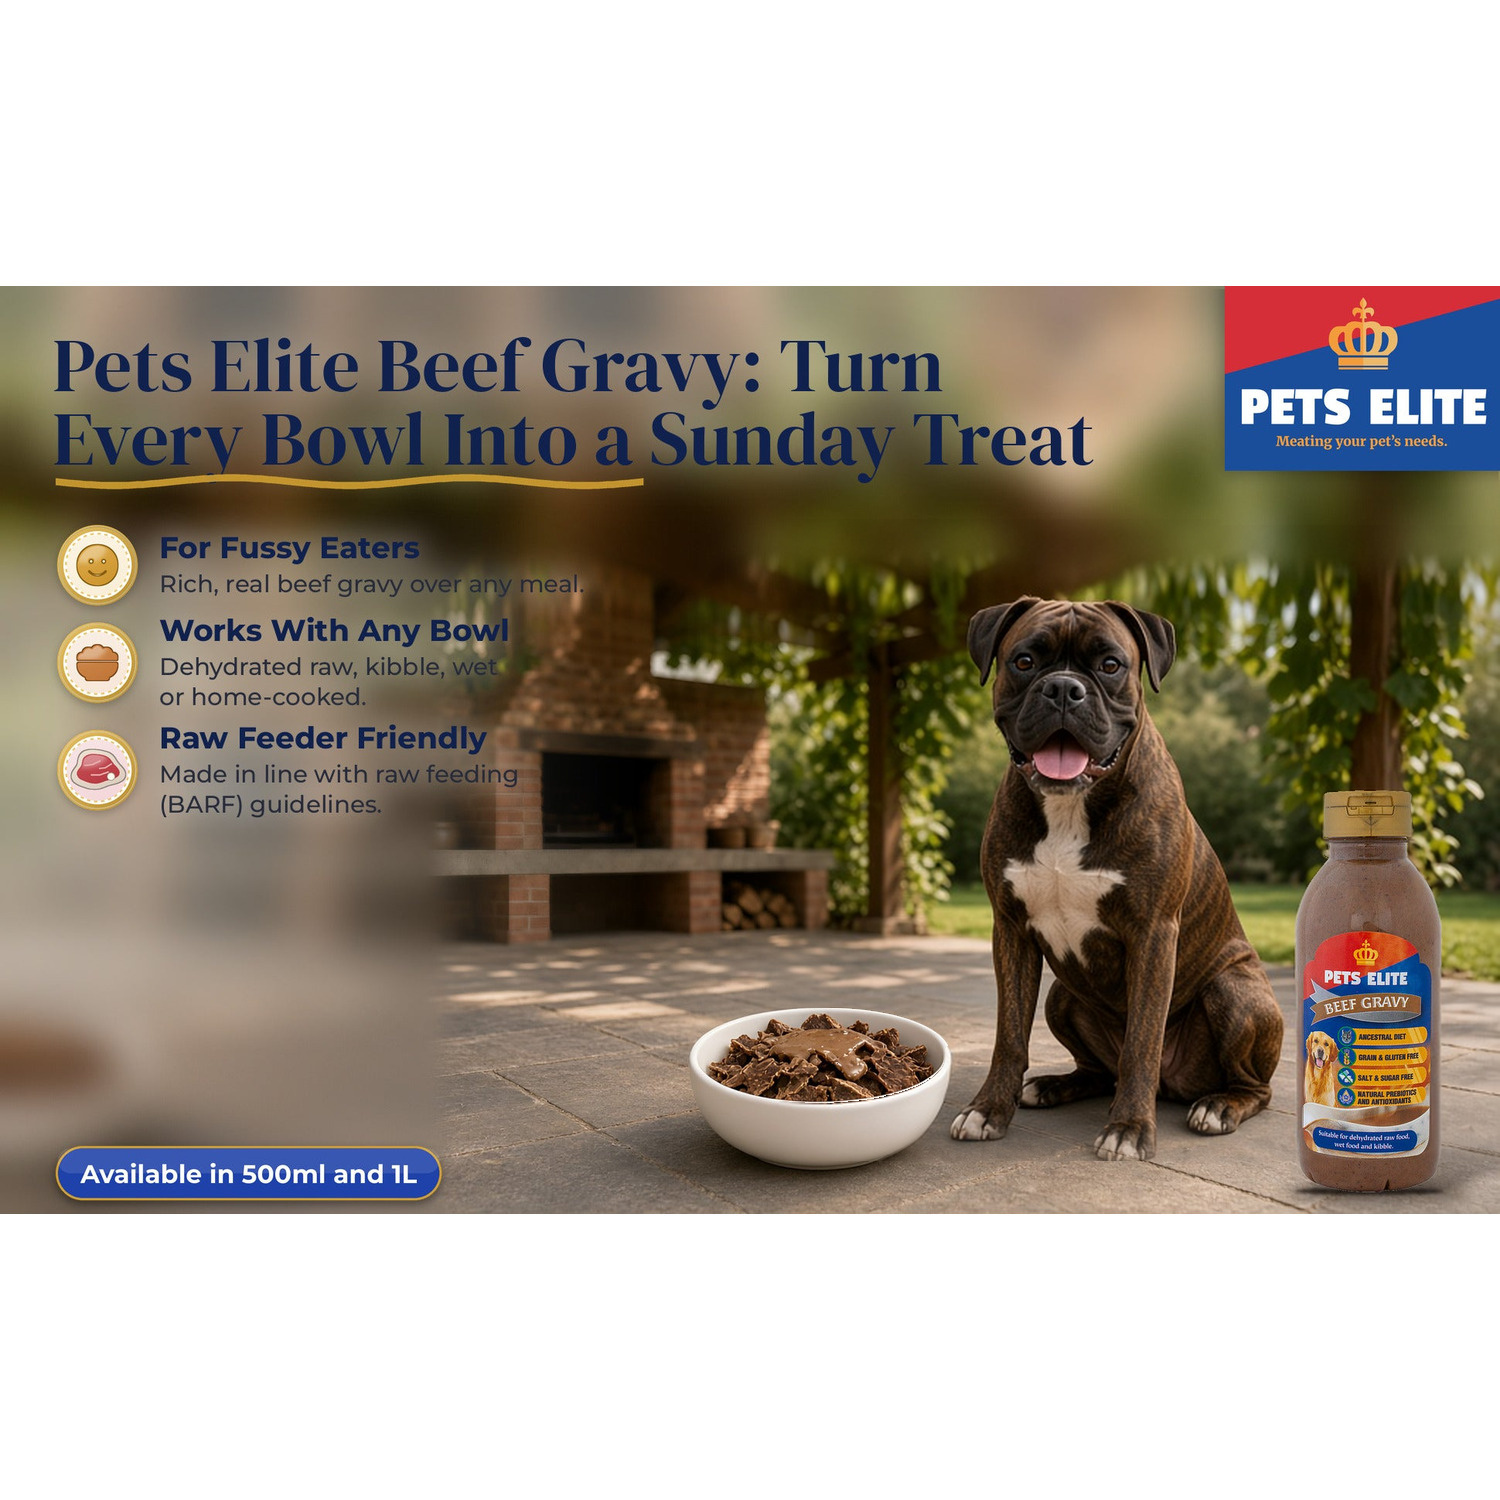 Pets Elite Beef Gravy: Turn
Every Bowl Into a Sunday Treat
PETS ELITE
Meating your pet's needs.
For Fussy Eaters
Rich, real beef gravy over any meal.
Works With Any Bowl
Dehydrated raw, kibble, wet
or home-cooked.
Raw Feeder Friendly
Made in line with raw feeding
(BARF) guidelines.
PETS ELITE
BEEF GRAVY
ANCESTRAL DIET
GRAIN & GLUTEN FREE
SALT & SUGAR FREE
NATURAL PREBIOTICS
AND ANTIOXIDANTS
Suitable for dehydrated raw food,
wet food and kibble.
Available in 500ml and 1L